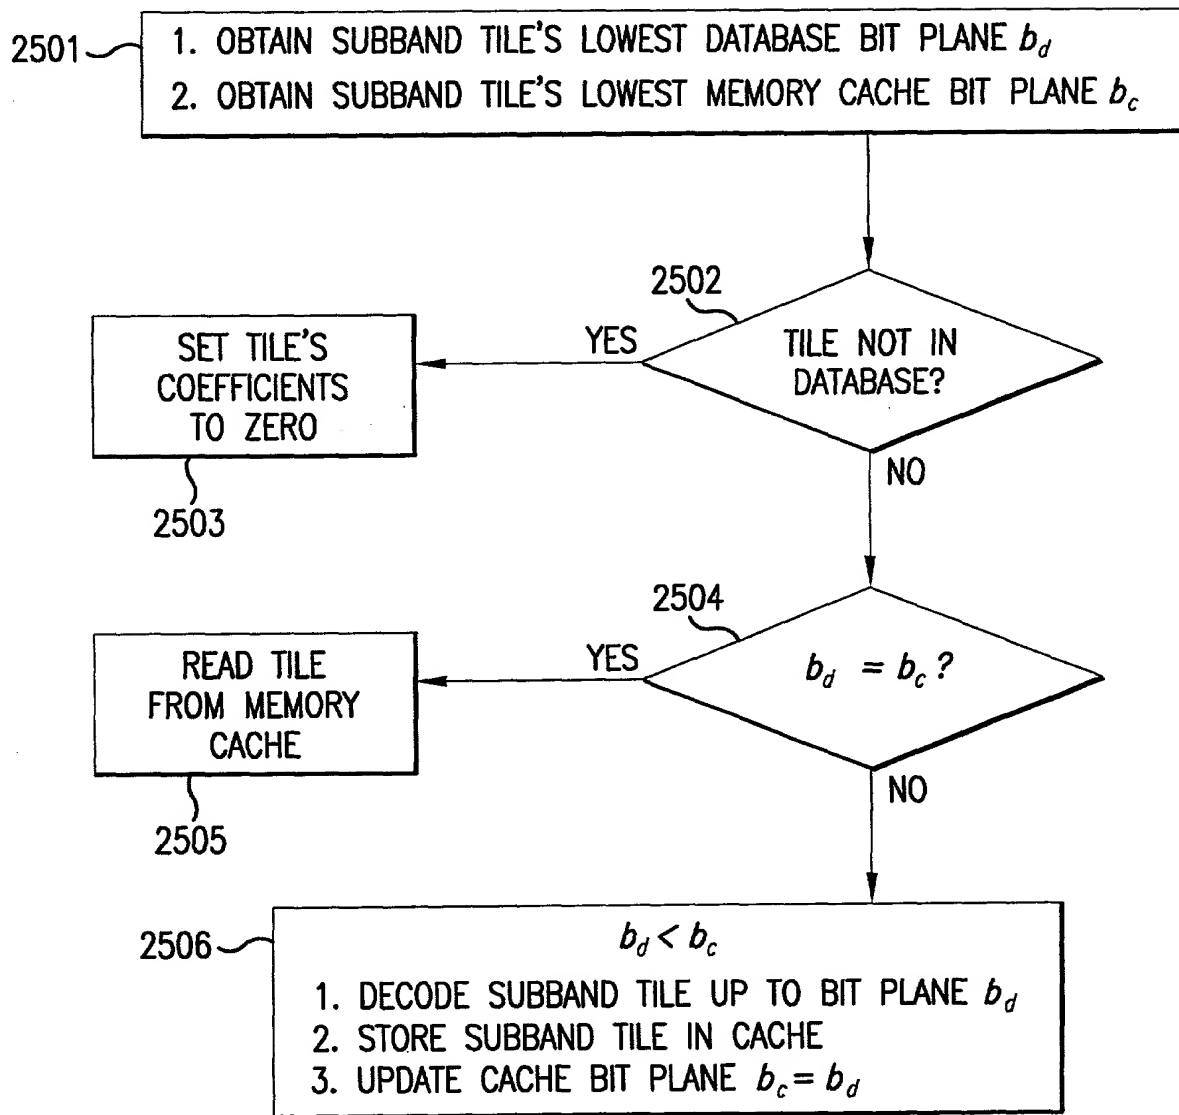 2501
1. OBTAIN SUBBAND TILE'S LOWEST DATABASE BIT PLANE b_d
2. OBTAIN SUBBAND TILE'S LOWEST MEMORY CACHE BIT PLANE b_c
2502
TILE NOT IN
DATABASE?
YES
NO
SET TILE'S
COEFFICIENTS
TO ZERO
2503
2504
b_d = b_c ?
YES
NO
READ TILE
FROM MEMORY
CACHE
2505
2506
b_d < b_c
1. DECODE SUBBAND TILE UP TO BIT PLANE b_d
2. STORE SUBBAND TILE IN CACHE
3. UPDATE CACHE BIT PLANE b_c = b_d